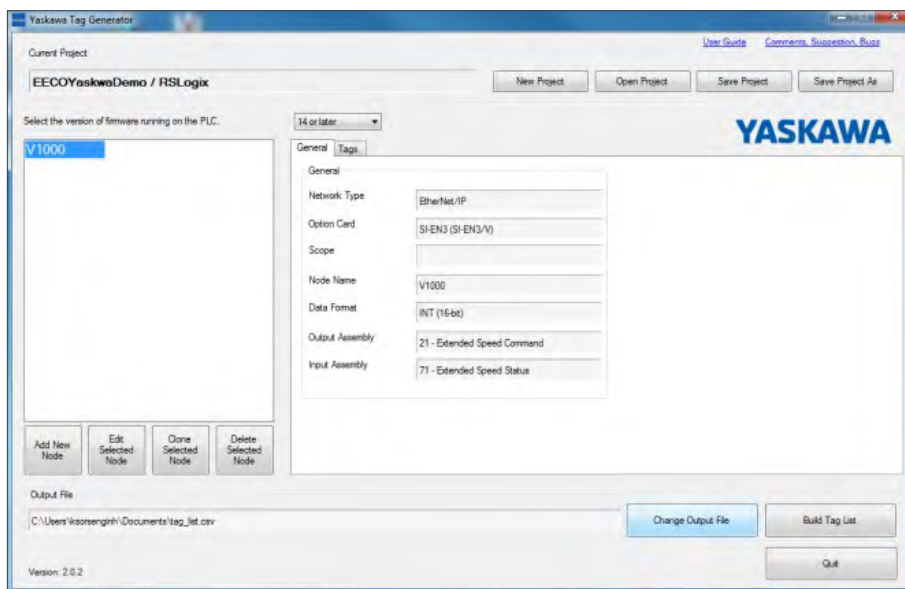 Yaskawa Tag Generator
User Guide Comments, Suggestion, Bugs
Current Project
EECOYaskwaDemo / RSLogix
New Project Open Project Save Project Save Project As
Select the version of firmware running on the PLC.
14 or later
YASKAWA
V1000
General Tags
General
Network Type EtherNet/IP
Option Card SI-EN3 (SI-EN3/V)
Scope
Node Name V1000
Data Format INT (16-bit)
Output Assembly 21 - Extended Speed Command
Input Assembly 71 - Extended Speed Status
Add New Node
Edit Selected Node
Clone Selected Node
Delete Selected Node
Output File
C:\Users\ksorsenginh\Documents\tag_list.csv
Change Output File Build Tag List
Quit
Version: 2.0.2